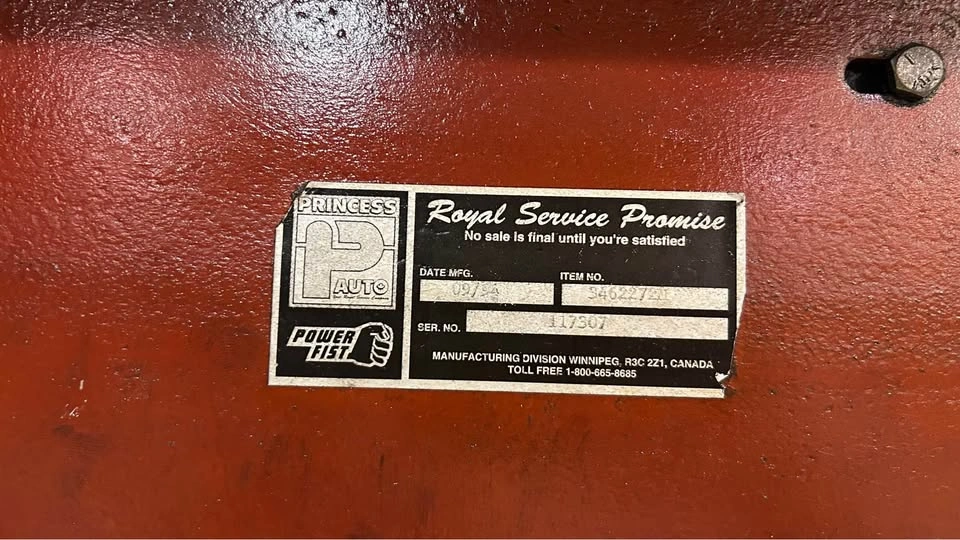 PRINCESS
AUTO
POWER
FIST
Royal Service Promise
No sale is final until you're satisfied
DATE MFG.
ITEM NO.
SER. NO.
117307
MANUFACTURING DIVISION WINNIPEG, R3C 2Z1, CANADA
TOLL FREE 1-800-665-8685